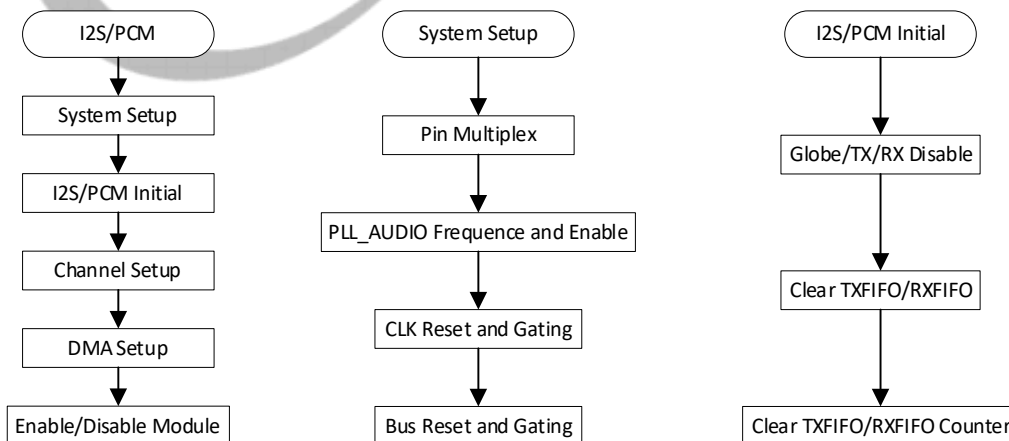 I2S/PCM
System Setup
I2S/PCM Initial
Channel Setup
DMA Setup
Enable/Disable Module
System Setup
Pin Multiplex
PLL_AUDIO Frequence and Enable
CLK Reset and Gating
Bus Reset and Gating
I2S/PCM Initial
Globe/TX/RX Disable
Clear TXFIFO/RXFIFO
Clear TXFIFO/RXFIFO Counter